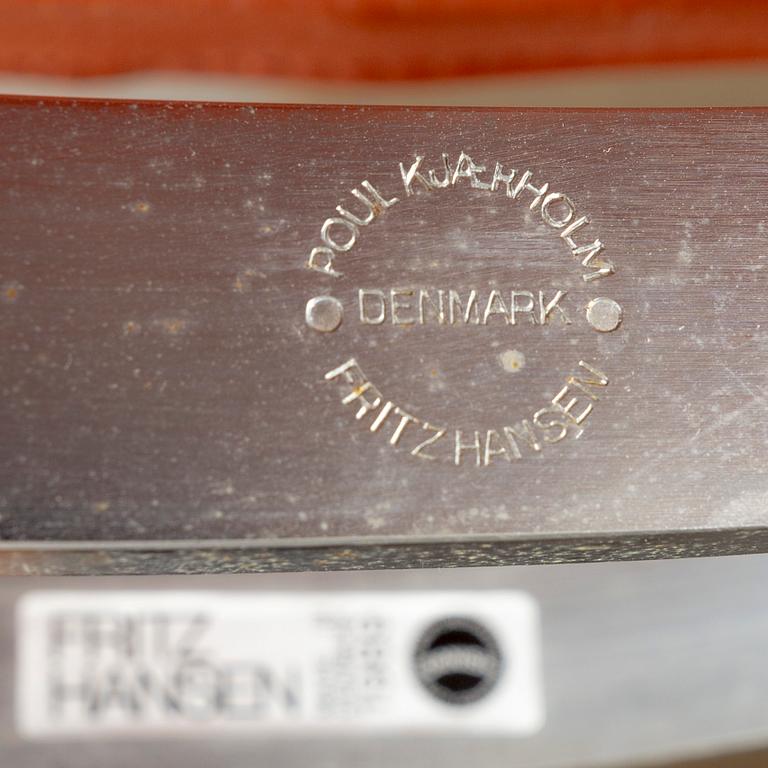 POUL KJÆRHOLM
DENMARK
FRITZ HANSEN
FRITZ
HANSEN